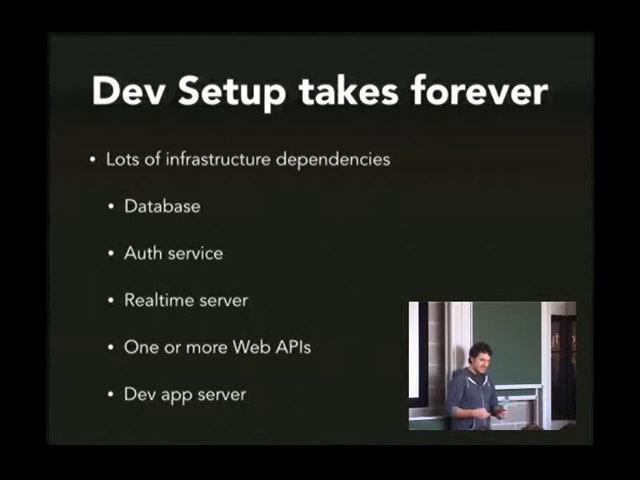 Dev Setup takes forever
• Lots of infrastructure dependencies
• Database
• Auth service
• Realtime server
• One or more Web APIs
• Dev app server